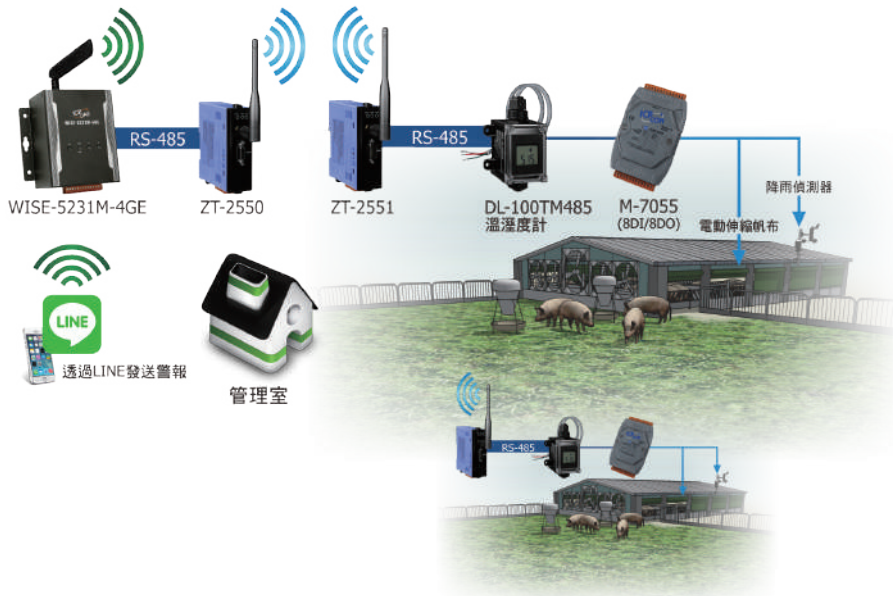 RS-485
RS-485
WISE-5231M-4GE
ZT-2550
ZT-2551
DL-100TM485
溫溼度計
M-7055
(8DI/8DO)
電動伸縮帆布
降雨偵測器
LINE
透過LINE發送警報
管理室
RS-485